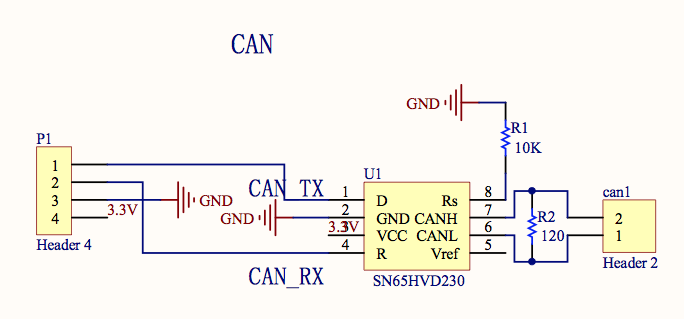 CAN
GND
R1
10K
P1
1
2
3
4
3.3V
Header 4
GND
CAN_TX
GND
3.3V
CAN_RX
U1
1 D Rs 8
2 GND CANH 7
3 VCC CANL 6
4 R Vref 5
SN65HVD230
R2
120
can1
2
1
Header 2